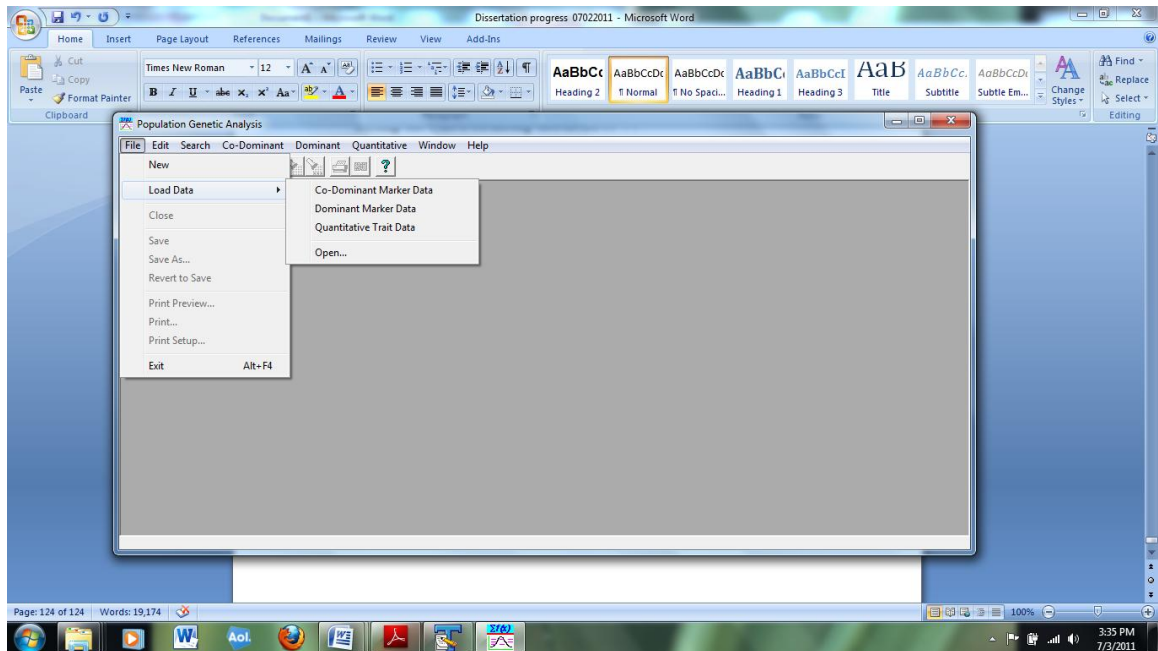 Dissertation progress 07022011 - Microsoft Word
Home Insert Page Layout References Mailings Review View Add-Ins
Cut
Copy
Format Painter
Paste
Clipboard
Times New Roman 12
AaBbCc AaBbCcDc AaBbCcDc AaBbC AaBbCcI AaB AaBbCc. AaBbCcDc
Heading 2 ¶ Normal ¶ No Spaci... Heading 1 Heading 3 Title Subtitle Subtle Em...
Change
Styles
Find
Replace
Select
Editing
Population Genetic Analysis
File Edit Search Co-Dominant Dominant Quantitative Window Help
New
Load Data
Close
Save
Save As...
Revert to Save
Print Preview...
Print...
Print Setup...
Exit Alt+F4
Co-Dominant Marker Data
Dominant Marker Data
Quantitative Trait Data
Open...
Page: 124 of 124 Words: 19,174
100%
Aol.
3:35 PM
7/3/2011